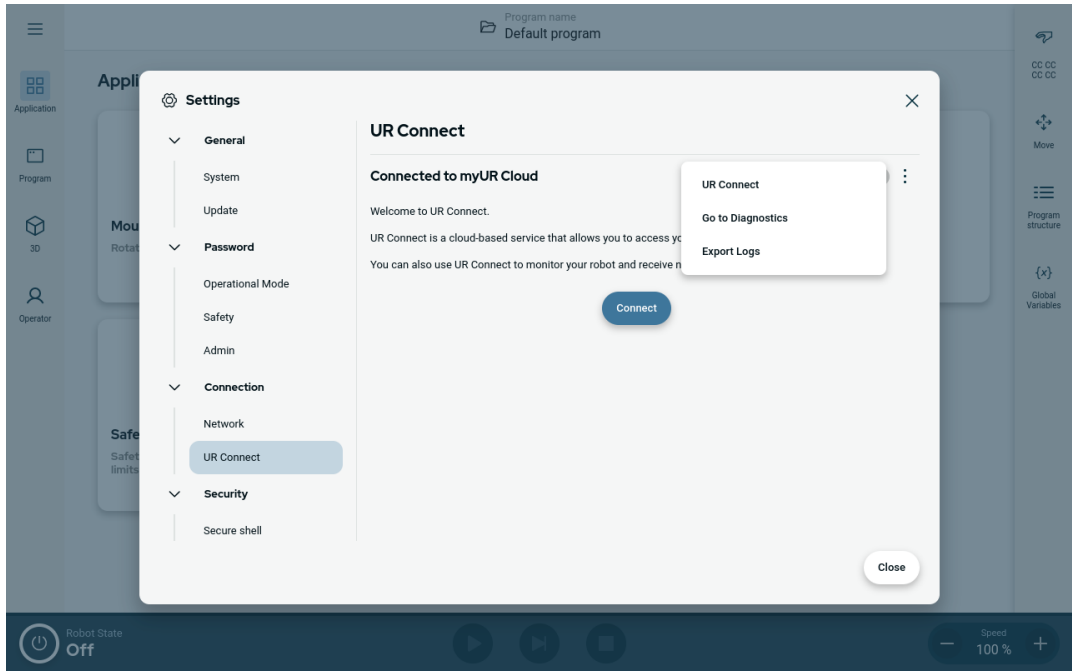 Program name
Default program
Application
Program
3D
Operator
Appli
Mou
Rotat
Safe
Safet
limits
Settings
General
System
Update
Password
Operational Mode
Safety
Admin
Connection
Network
UR Connect
Security
Secure shell
UR Connect
Connected to myUR Cloud
Welcome to UR Connect.
UR Connect is a cloud-based service that allows you to access yo
You can also use UR Connect to monitor your robot and receive n
UR Connect
Go to Diagnostics
Export Logs
Connect
Close
CC CC
CC CC
Move
Program
structure
{x}
Global
Variables
Robot State
Off
Speed
100 %